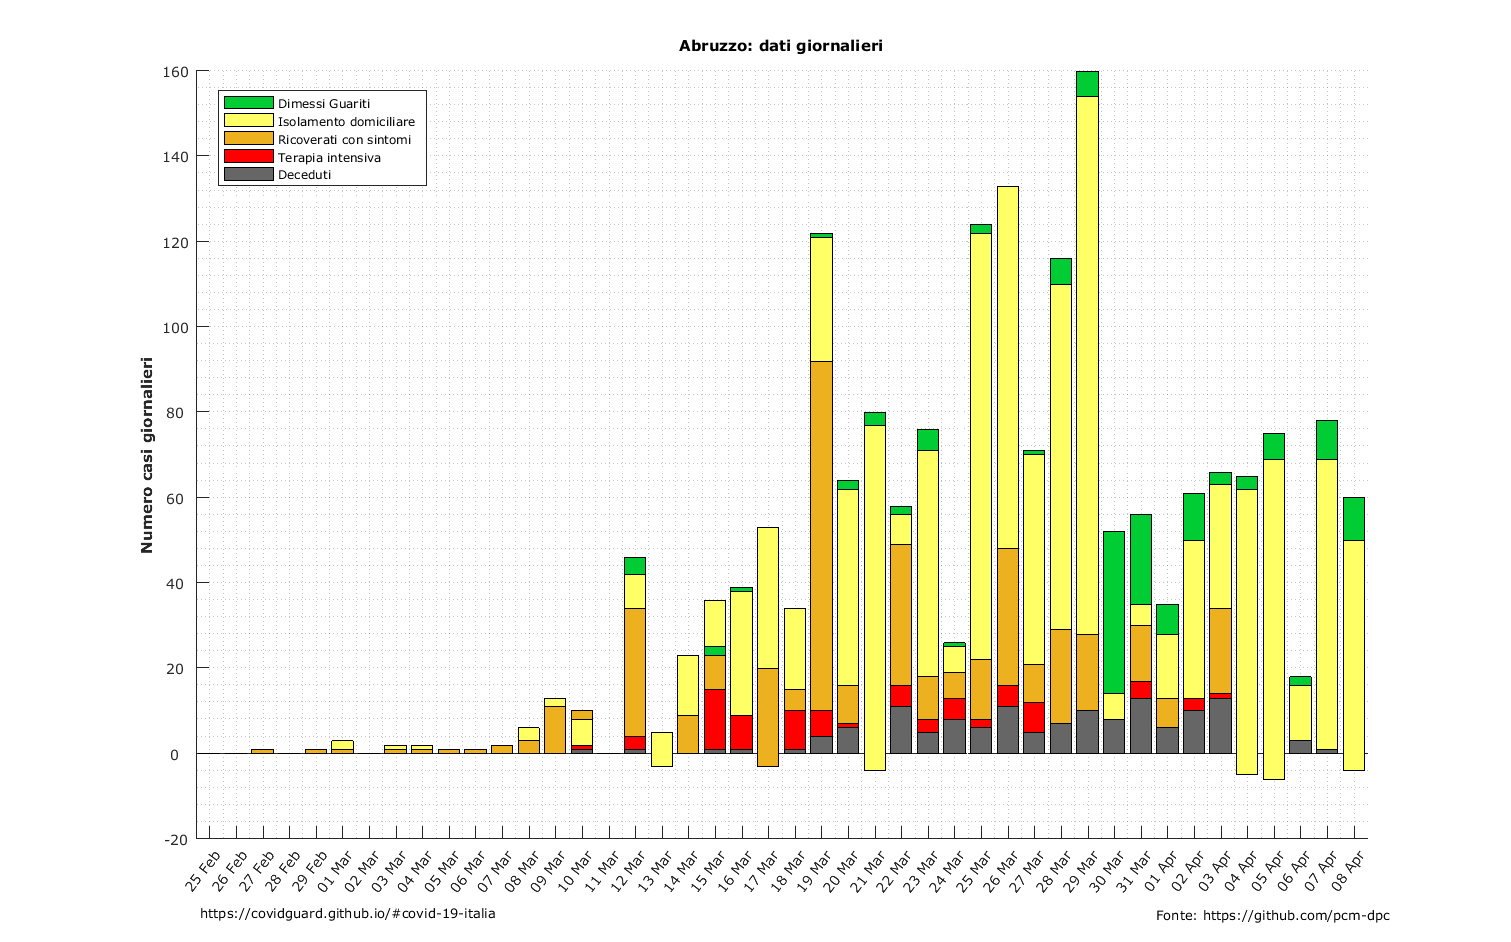 Abruzzo: dati giornalieri
160
140
120
100
80
60
40
20
0
-20
Numero casi giornalieri
Dimessi Guariti
Isolamento domiciliare
Ricoverati con sintomi
Terapia intensiva
Deceduti
25 Feb
26 Feb
27 Feb
28 Feb
29 Feb
01 Mar
02 Mar
03 Mar
04 Mar
05 Mar
06 Mar
07 Mar
08 Mar
09 Mar
10 Mar
11 Mar
12 Mar
13 Mar
14 Mar
15 Mar
16 Mar
17 Mar
18 Mar
19 Mar
20 Mar
21 Mar
22 Mar
23 Mar
24 Mar
25 Mar
26 Mar
27 Mar
28 Mar
29 Mar
30 Mar
31 Mar
01 Apr
02 Apr
03 Apr
04 Apr
05 Apr
06 Apr
07 Apr
08 Apr
https://covidguard.github.io/#covid-19-italia
Fonte: https://github.com/pcm-dpc